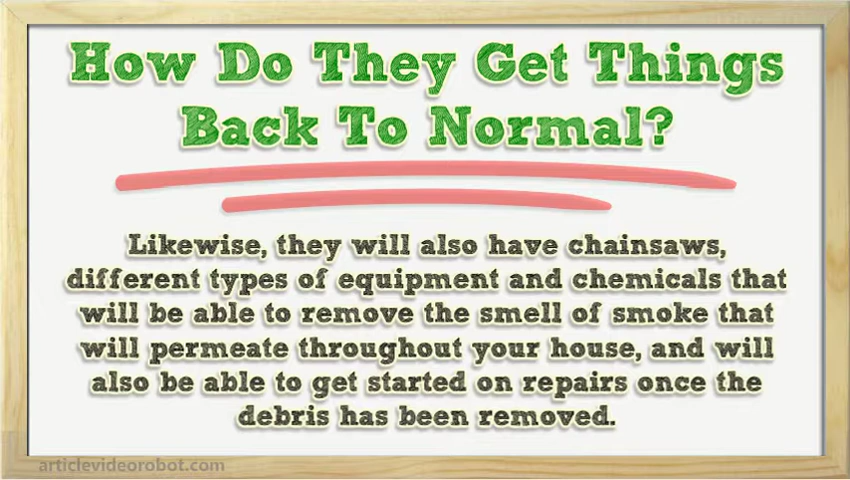 How Do They Get Things
Back To Normal?
Likewise, they will also have chainsaws,
different types of equipment and chemicals that
will be able to remove the smell of smoke that
will permeate throughout your house, and will
also be able to get started on repairs once the
debris has been removed.
articlevideorobot.com